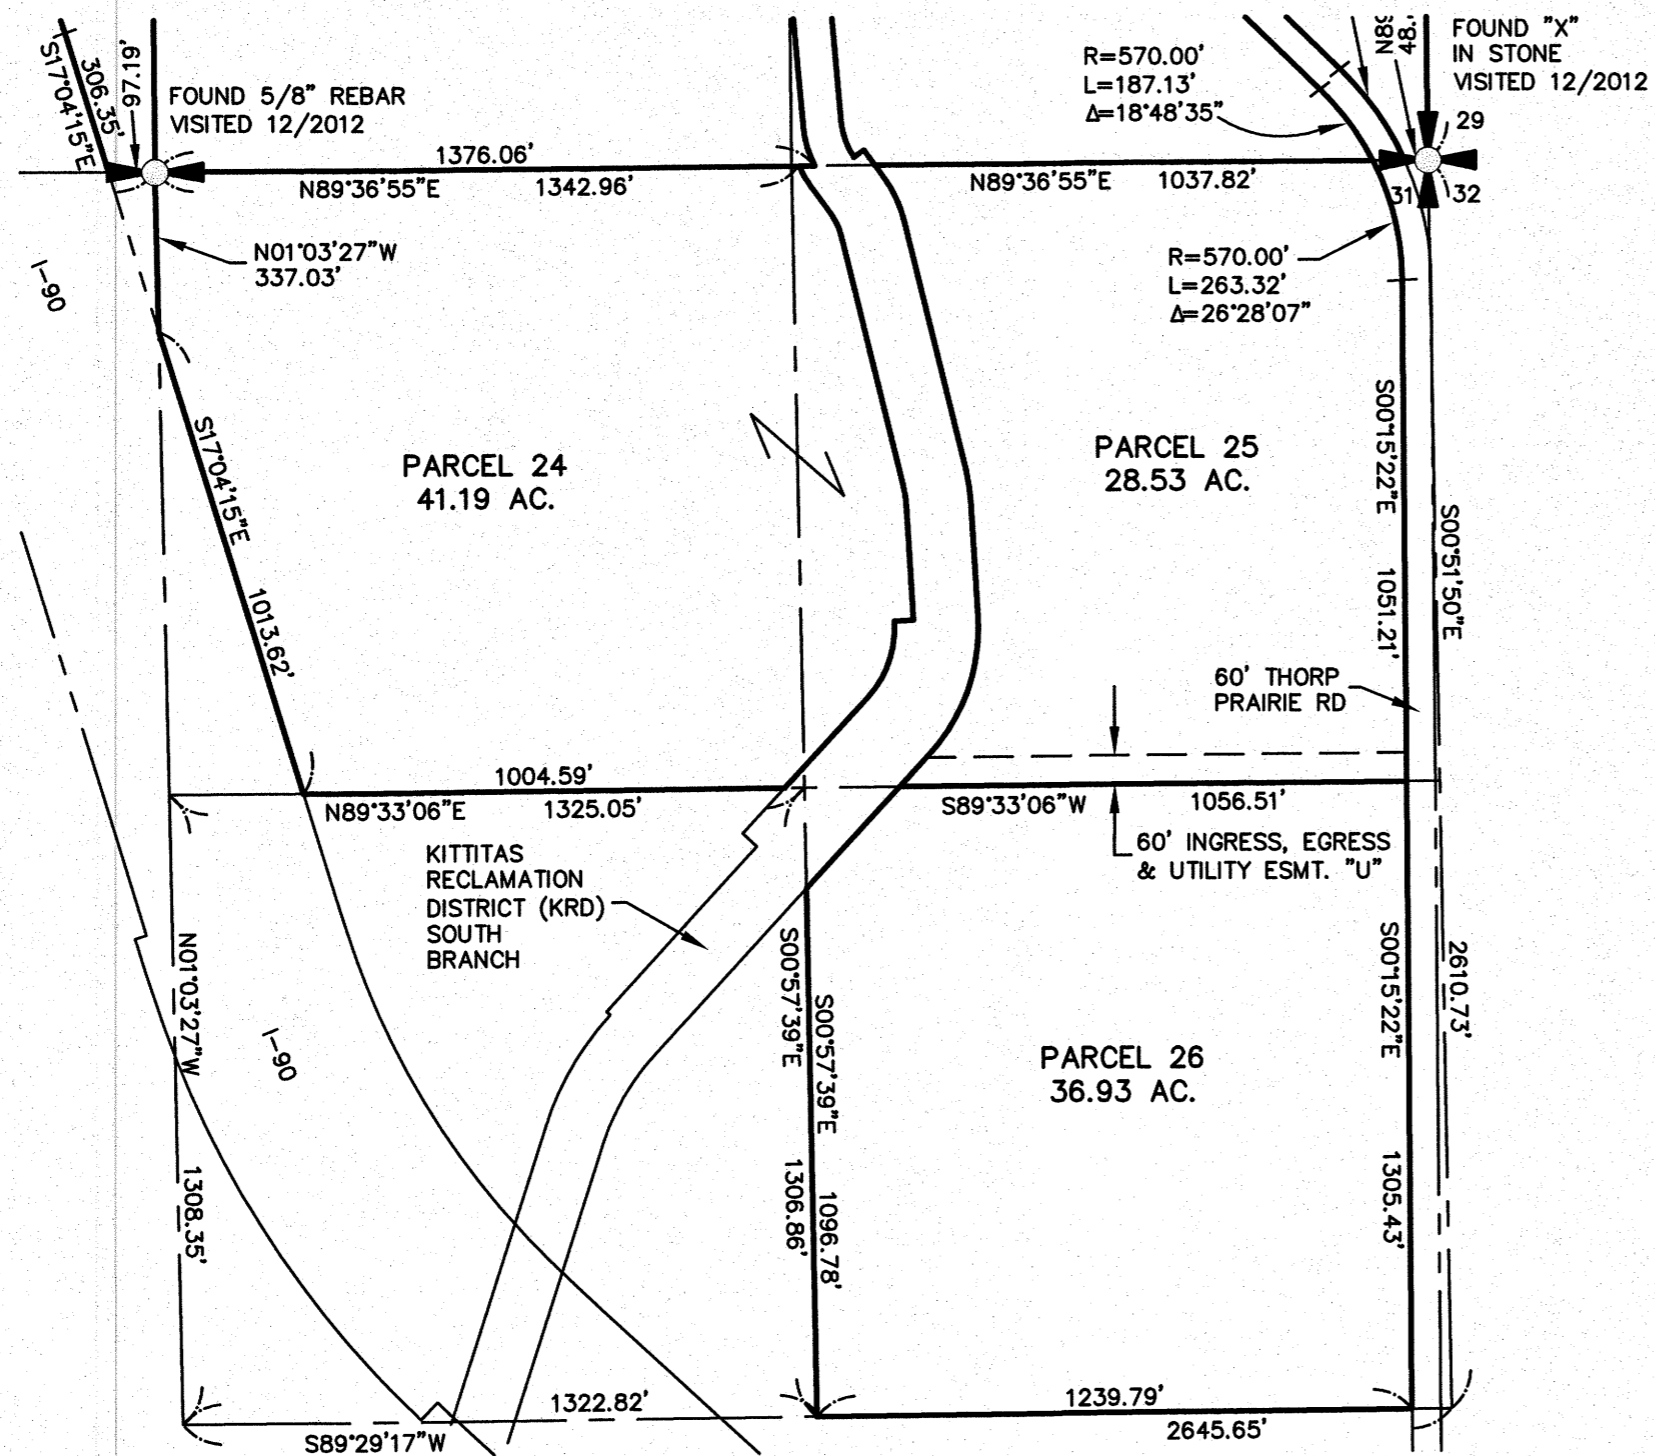 S17°04'15"E
306.35'
97.19'
FOUND 5/8" REBAR
VISITED 12/2012
1376.06'
N89°36'55"E 1342.96'
N01°03'27"W
337.03'
I-90
R=570.00'
L=187.13'
Δ=18°48'35"
48.
FOUND "X"
IN STONE
VISITED 12/2012
29
31
32
N89°36'55"E 1037.82'
R=570.00'
L=263.32'
Δ=26°28'07"
S17°04'15"E 1013.62'
PARCEL 24
41.19 AC.
PARCEL 25
28.53 AC.
S00°15'22"E 1051.21'
S00°51'50"E
2610.73'
60' THORP
PRAIRIE RD
1004.59'
N89°33'06"E 1325.05'
S89°33'06"W 1056.51'
60' INGRESS, EGRESS
& UTILITY ESMT. "U"
KITTITAS
RECLAMATION
DISTRICT (KRD)
SOUTH
BRANCH
N01°03'27"W 1308.35'
I-90
S00°57'39"E 1306.86'
S00°57'39"E 1096.78'
PARCEL 26
36.93 AC.
S00°15'22"E 1305.43'
1322.82'
S89°29'17"W
1239.79'
2645.65'